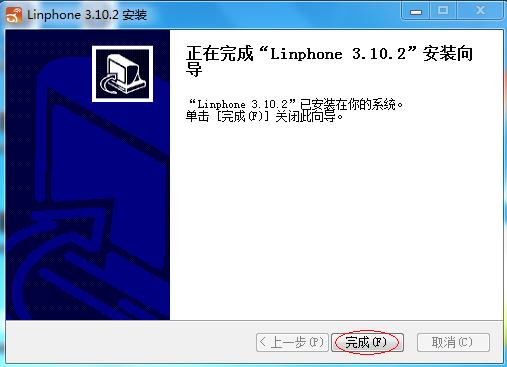 Linphone 3.10.2 安装
正在完成“Linphone 3.10.2”安装向
导
“Linphone 3.10.2”已安装在你的系统。
单击 [完成(F)] 关闭此向导。
< 上一步(P)
完成(F)
取消(C)